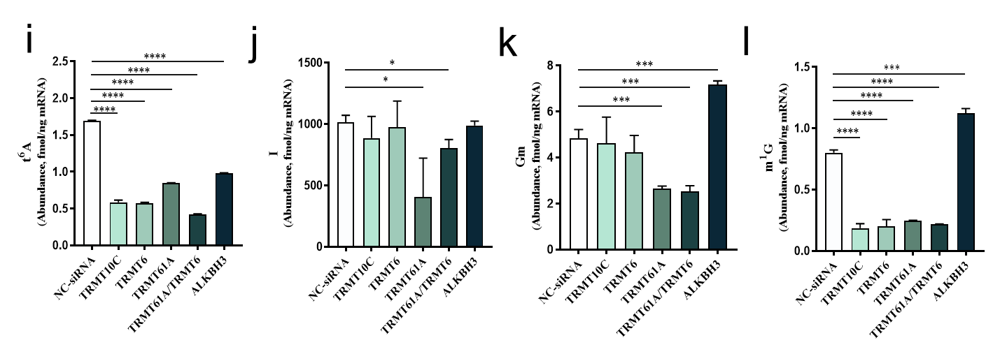 i
t⁶A
(Abundance, fmol/ng mRNA)
2.5
2.0
1.5
1.0
0.5
0.0
****
****
****
****
****
NC-siRNA
TRMT10C
TRMT6
TRMT61A
TRMT61A/TRMT6
ALKBH3
j
I
(Abundance, fmol/ng mRNA)
1500
1000
500
0
*
*
NC-siRNA
TRMT10C
TRMT6
TRMT61A
TRMT61A/TRMT6
ALKBH3
k
Gm
(Abundance, fmol/ng mRNA)
8
6
4
2
0
***
***
***
NC-siRNA
TRMT10C
TRMT6
TRMT61A
TRMT61A/TRMT6
ALKBH3
l
m¹G
(Abundance, fmol/ng mRNA)
1.5
1.0
0.5
0.0
***
****
****
****
****
NC-siRNA
TRMT10C
TRMT6
TRMT61A
TRMT61A/TRMT6
ALKBH3